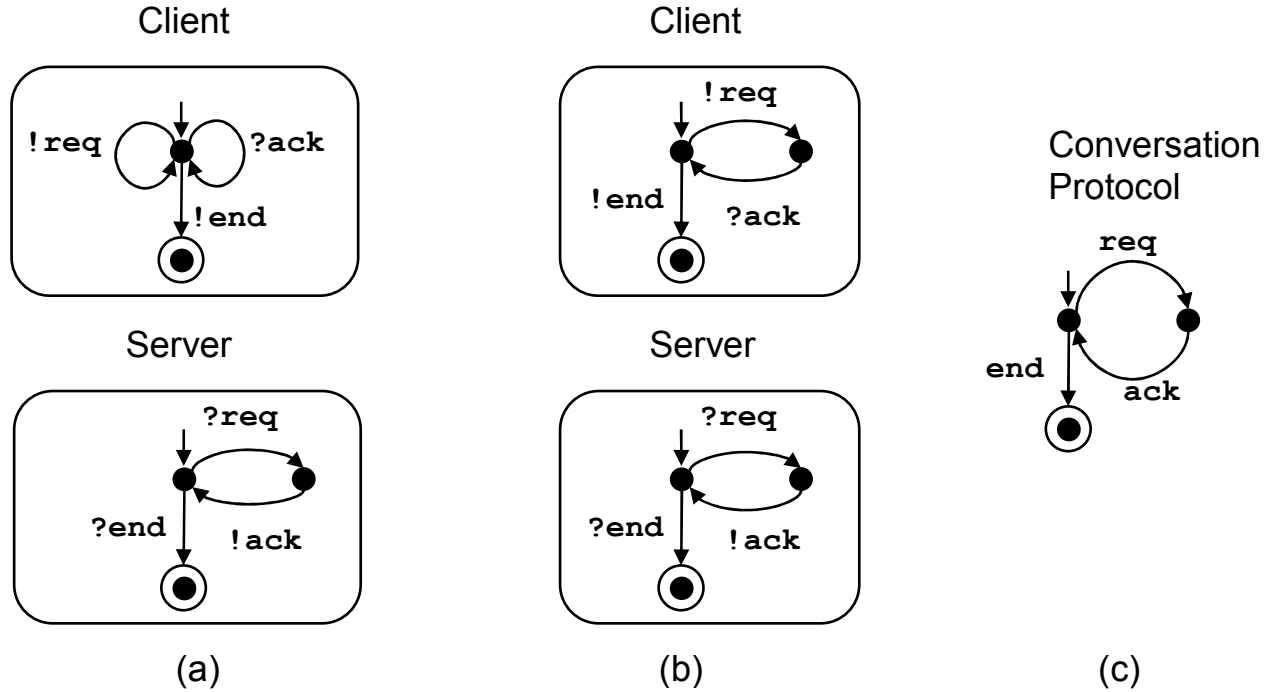 Client
!req
?ack
!end
Server
?req
?end
!ack
(a)
Client
!req
!end
?ack
Server
?req
?end
!ack
(b)
Conversation
Protocol
req
end
ack
(c)